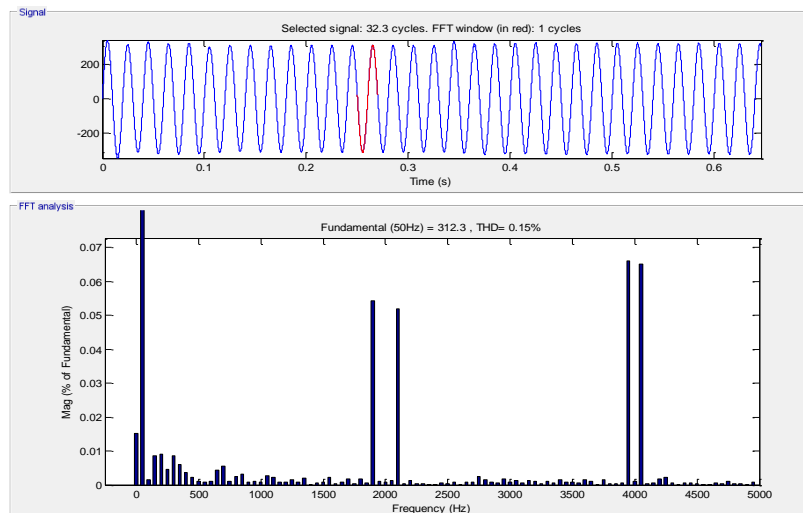 Signal
Selected signal: 32.3 cycles. FFT window (in red): 1 cycles
200
0
-200
0 0.1 0.2 0.3 0.4 0.5 0.6
Time (s)
FFT analysis
Fundamental (50Hz) = 312.3 , THD= 0.15%
0.07
0.06
0.05
0.04
0.03
0.02
0.01
0
Mag (% of Fundamental)
0 500 1000 1500 2000 2500 3000 3500 4000 4500 5000
Frequency (Hz)